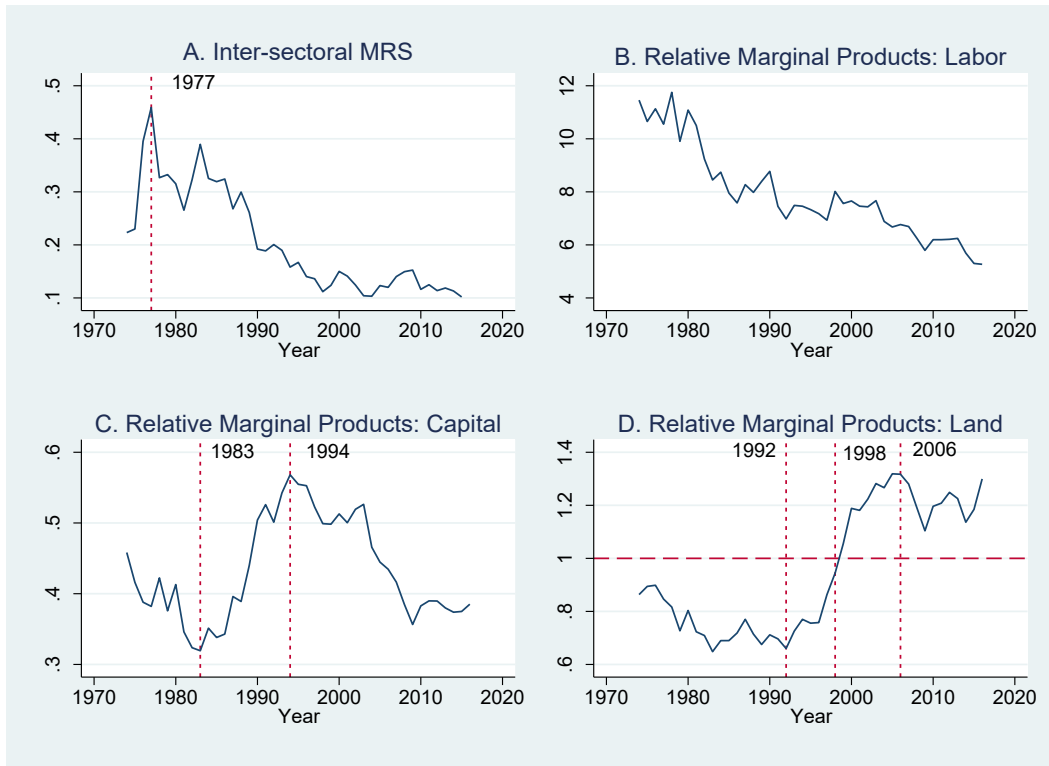 A. Inter-sectoral MRS
1977
.5
.4
.3
.2
.1
1970 1980 1990 2000 2010 2020
Year
B. Relative Marginal Products: Labor
12
10
8
6
4
1970 1980 1990 2000 2010 2020
Year
C. Relative Marginal Products: Capital
1983 1994
.6
.5
.4
.3
1970 1980 1990 2000 2010 2020
Year
D. Relative Marginal Products: Land
1992 1998 2006
1.4
1.2
1
.8
.6
1970 1980 1990 2000 2010 2020
Year